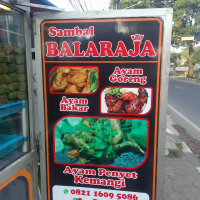 Sambal
BALARAJA
Ayam
Goreng
Ayam
Bakar
Ayam Penyet
Kemangi
0821 1609 5086